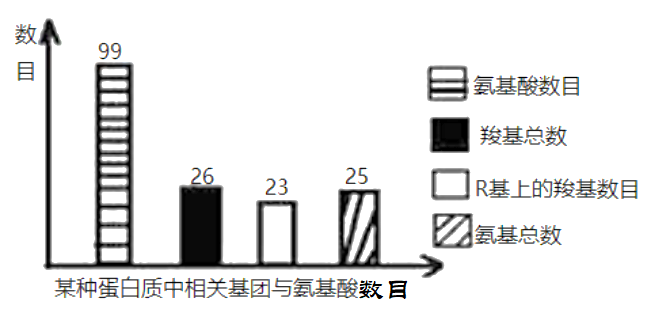 数目
99
26
23
25
氨基酸数目
羧基总数
R基上的羧基数目
氨基总数
某种蛋白质中相关基团与氨基酸数目